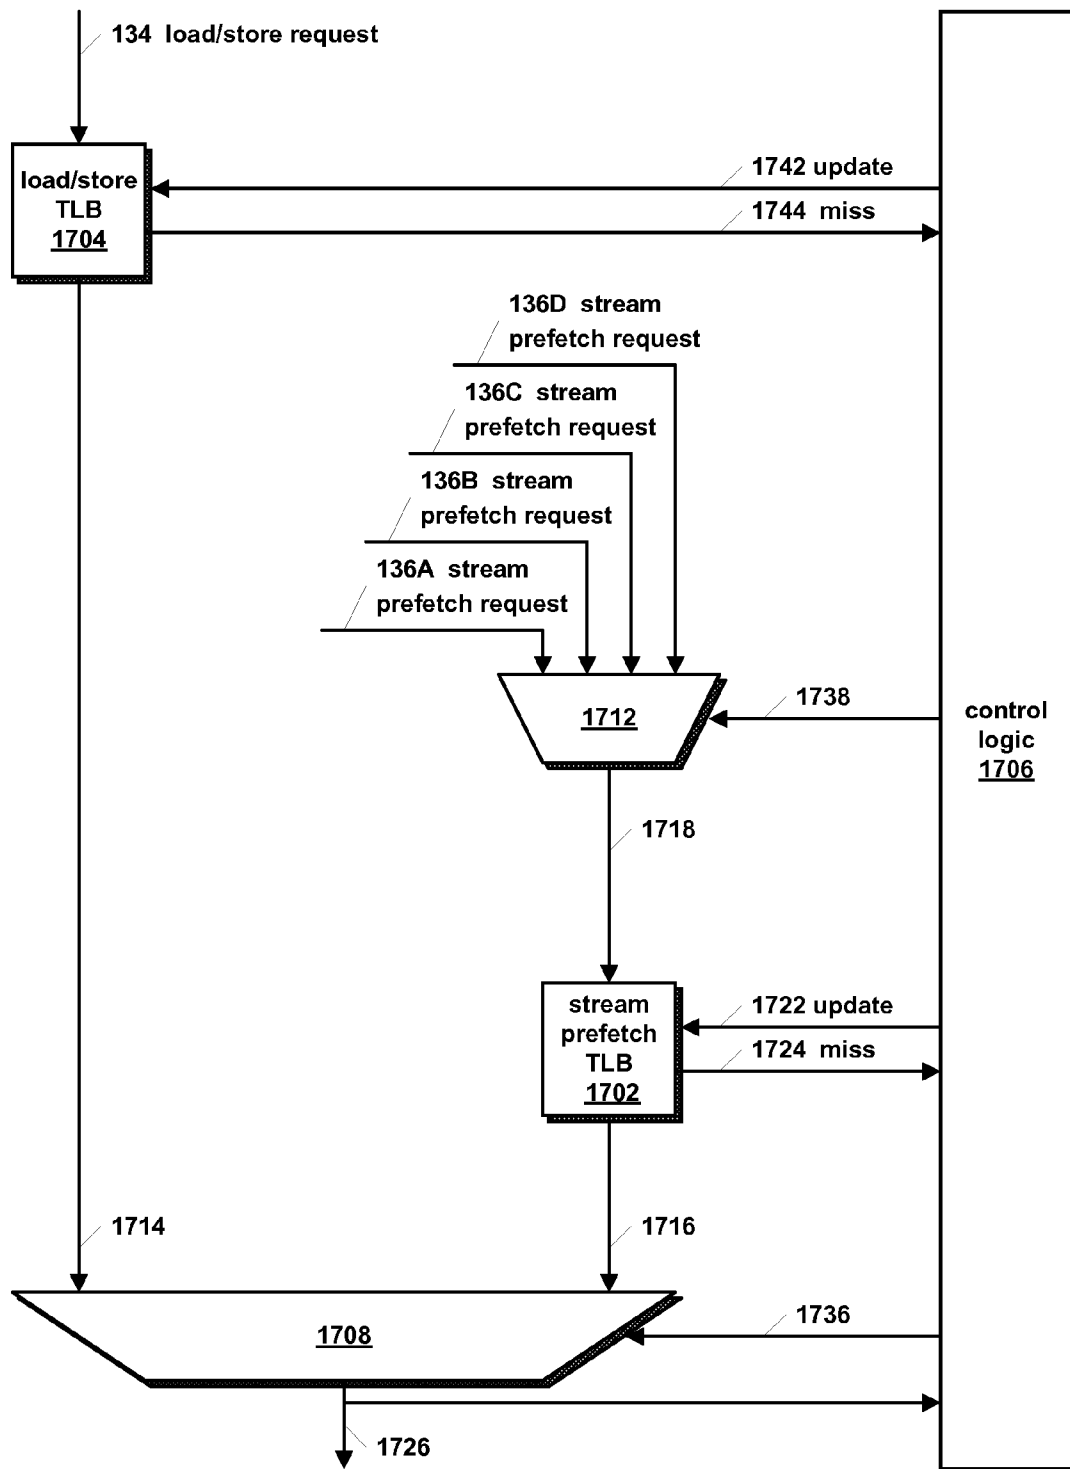 134 load/store request
load/store
TLB
1704
1742 update
1744 miss
136D stream
prefetch request
136C stream
prefetch request
136B stream
prefetch request
136A stream
prefetch request
1712
1738
control
logic
1706
1718
stream
prefetch
TLB
1702
1722 update
1724 miss
1714
1716
1708
1736
1726